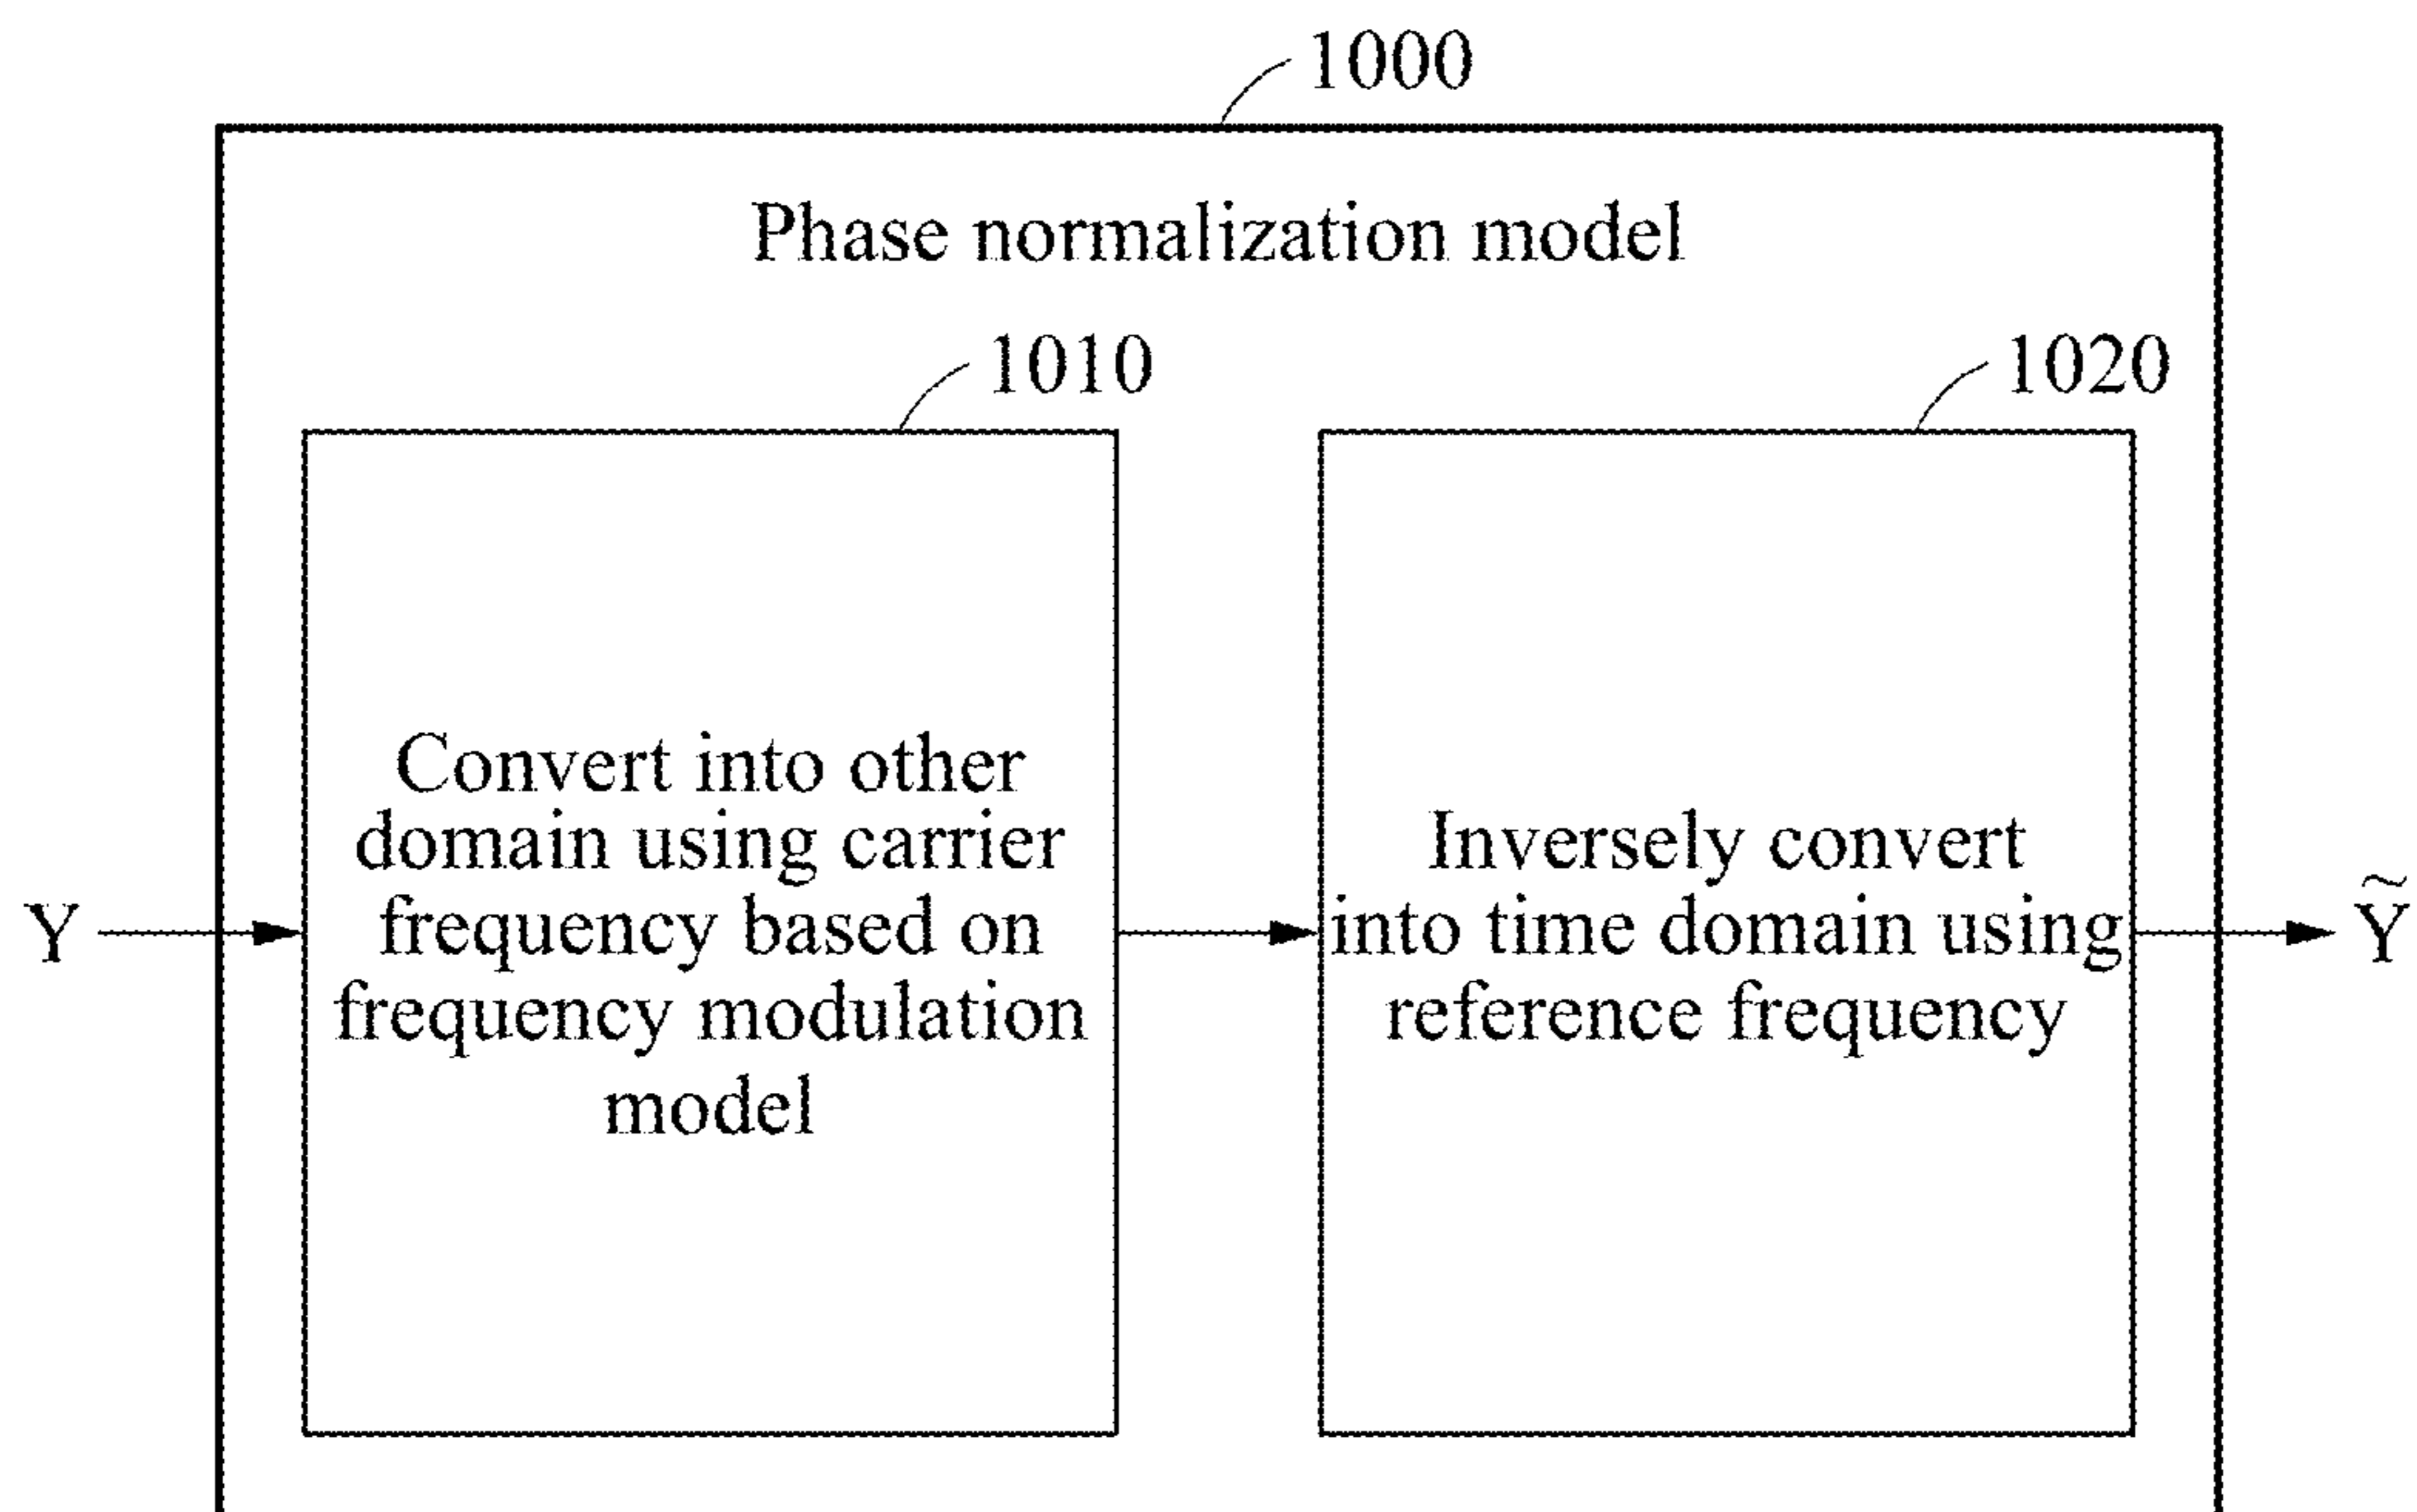 1000
Phase normalization model
1010
1020
Convert into other
domain using carrier
frequency based on
frequency modulation
model
Inversely convert
into time domain using
reference frequency
Y
Ỹ